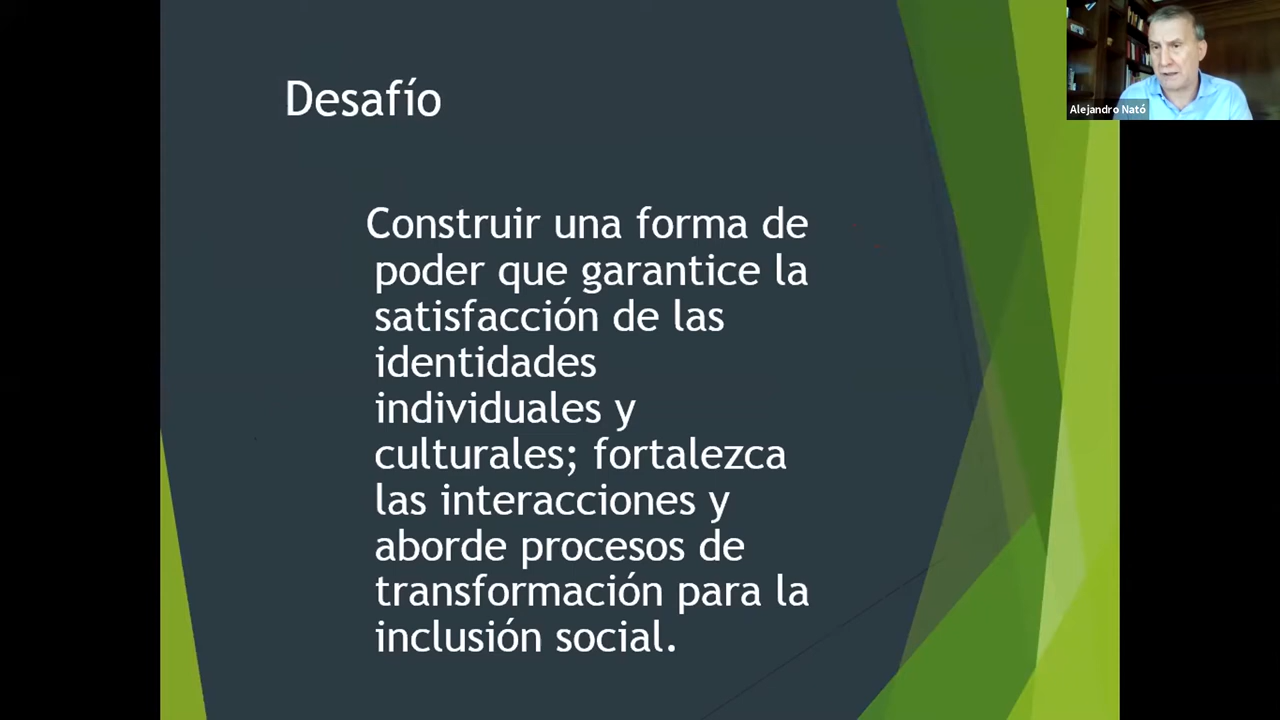 Desafío
Construir una forma de
poder que garantice la
satisfacción de las
identidades
individuales y
culturales; fortalezca
las interacciones y
aborde procesos de
transformación para la
inclusión social.
Alejandro Nató